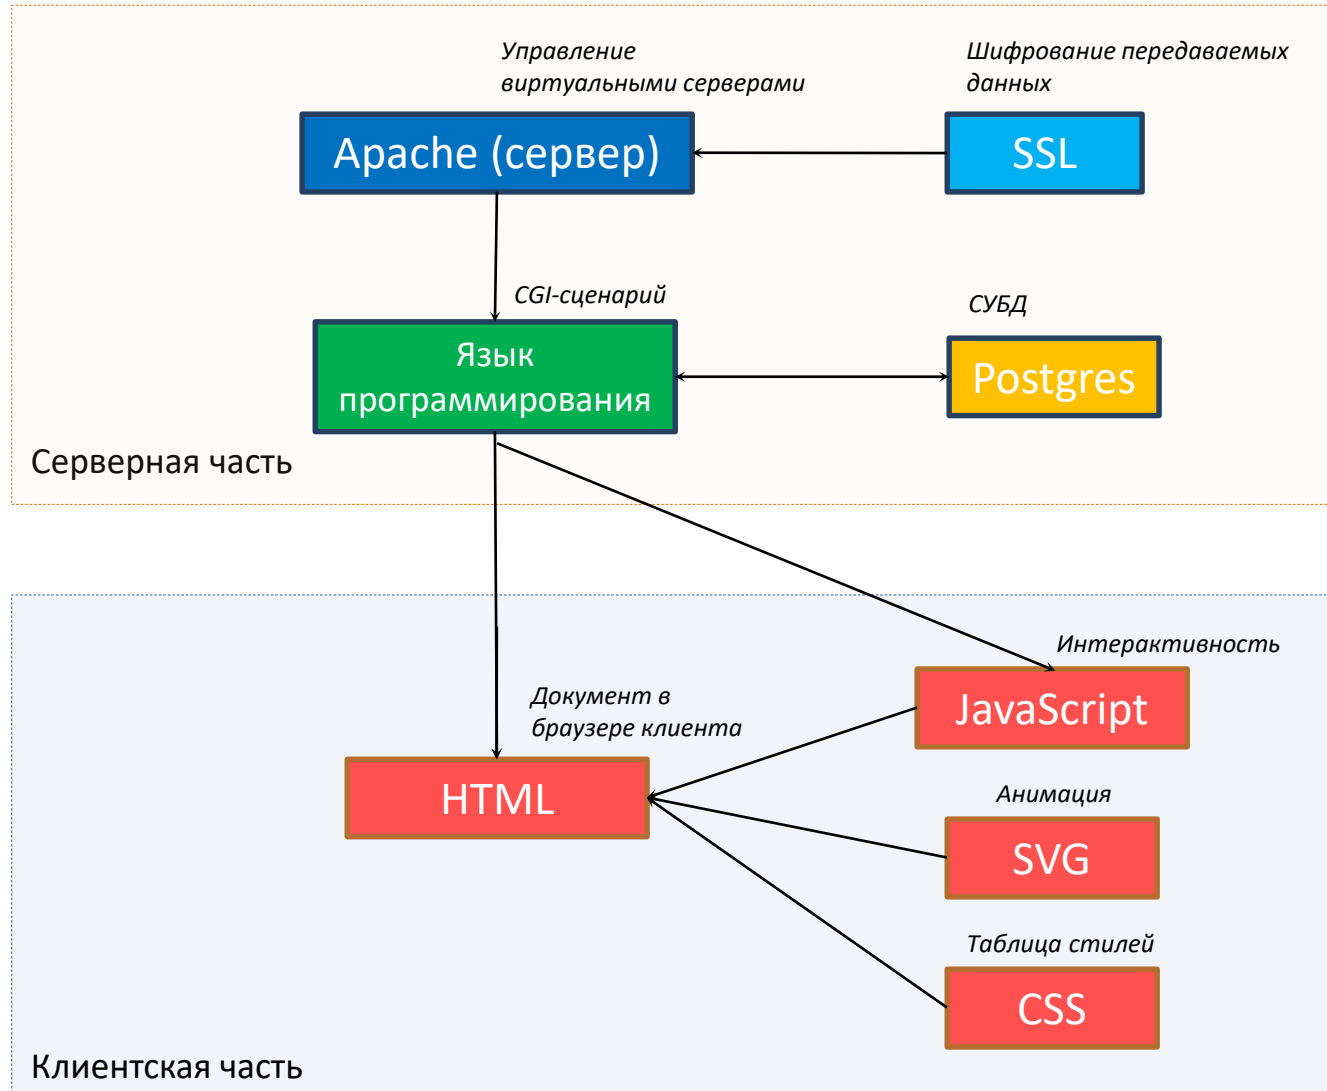 Управление
виртуальными серверами
Шифрование передаваемых
данных
Apache (сервер)
SSL
CGI-сценарий
СУБД
Язык
программирования
Postgres
Серверная часть
Интерактивность
JavaScript
Документ в
браузере клиента
HTML
Анимация
SVG
Таблица стилей
CSS
Клиентская часть